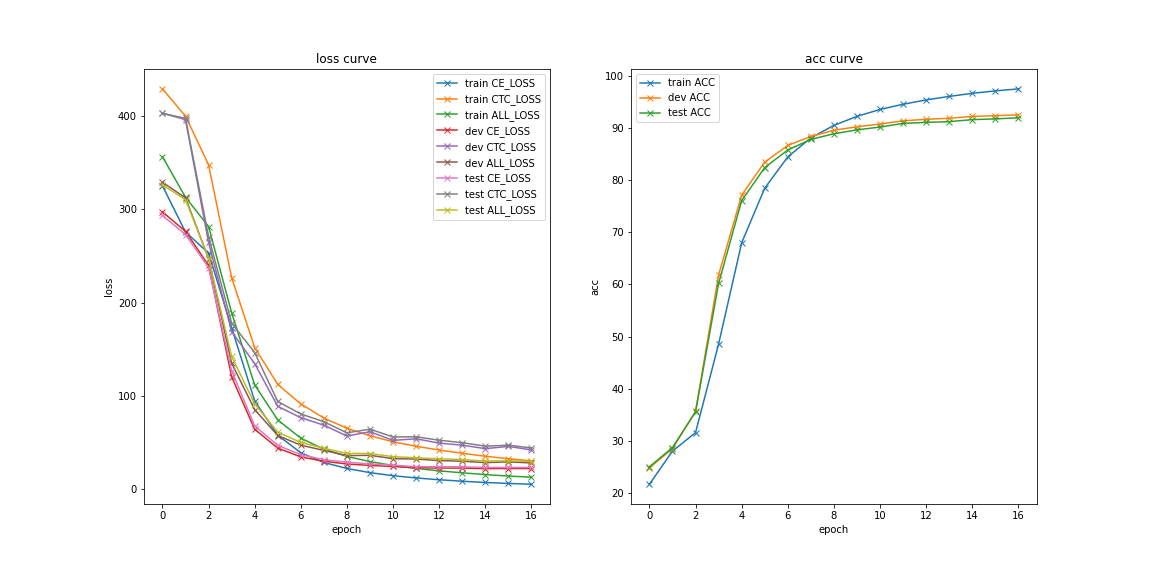 loss curve
loss
400
300
200
100
0
0 2 4 6 8 10 12 14 16
epoch
train CE_LOSS
train CTC_LOSS
train ALL_LOSS
dev CE_LOSS
dev CTC_LOSS
dev ALL_LOSS
test CE_LOSS
test CTC_LOSS
test ALL_LOSS
acc curve
acc
100
90
80
70
60
50
40
30
20
0 2 4 6 8 10 12 14 16
epoch
train ACC
dev ACC
test ACC